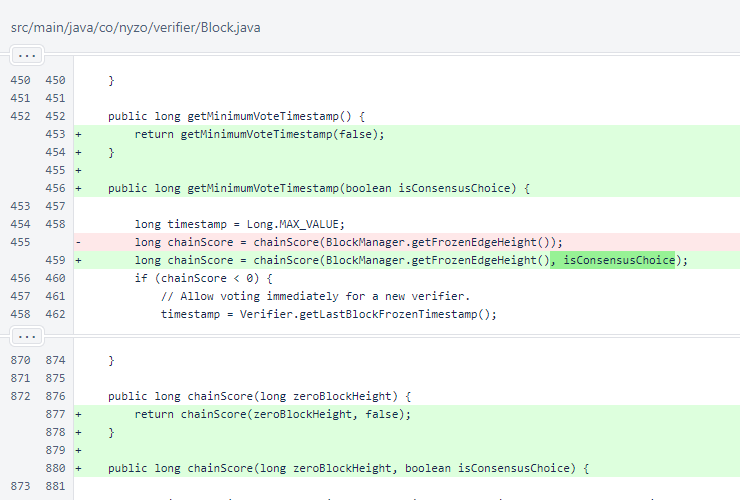 src/main/java/co/nyzo/verifier/Block.java
...
450 450 }
451 451
452 452 public long getMinimumVoteTimestamp() {
453 + return getMinimumVoteTimestamp(false);
454 + }
455 +
456 + public long getMinimumVoteTimestamp(boolean isConsensusChoice) {
453 457
454 458 long timestamp = Long.MAX_VALUE;
455 - long chainScore = chainScore(BlockManager.getFrozenEdgeHeight());
459 + long chainScore = chainScore(BlockManager.getFrozenEdgeHeight(), isConsensusChoice);
456 460 if (chainScore < 0) {
457 461 // Allow voting immediately for a new verifier.
458 462 timestamp = Verifier.getLastBlockFrozenTimestamp();
...
870 874 }
871 875
872 876 public long chainScore(long zeroBlockHeight) {
877 + return chainScore(zeroBlockHeight, false);
878 + }
879 +
880 + public long chainScore(long zeroBlockHeight, boolean isConsensusChoice) {
873 881